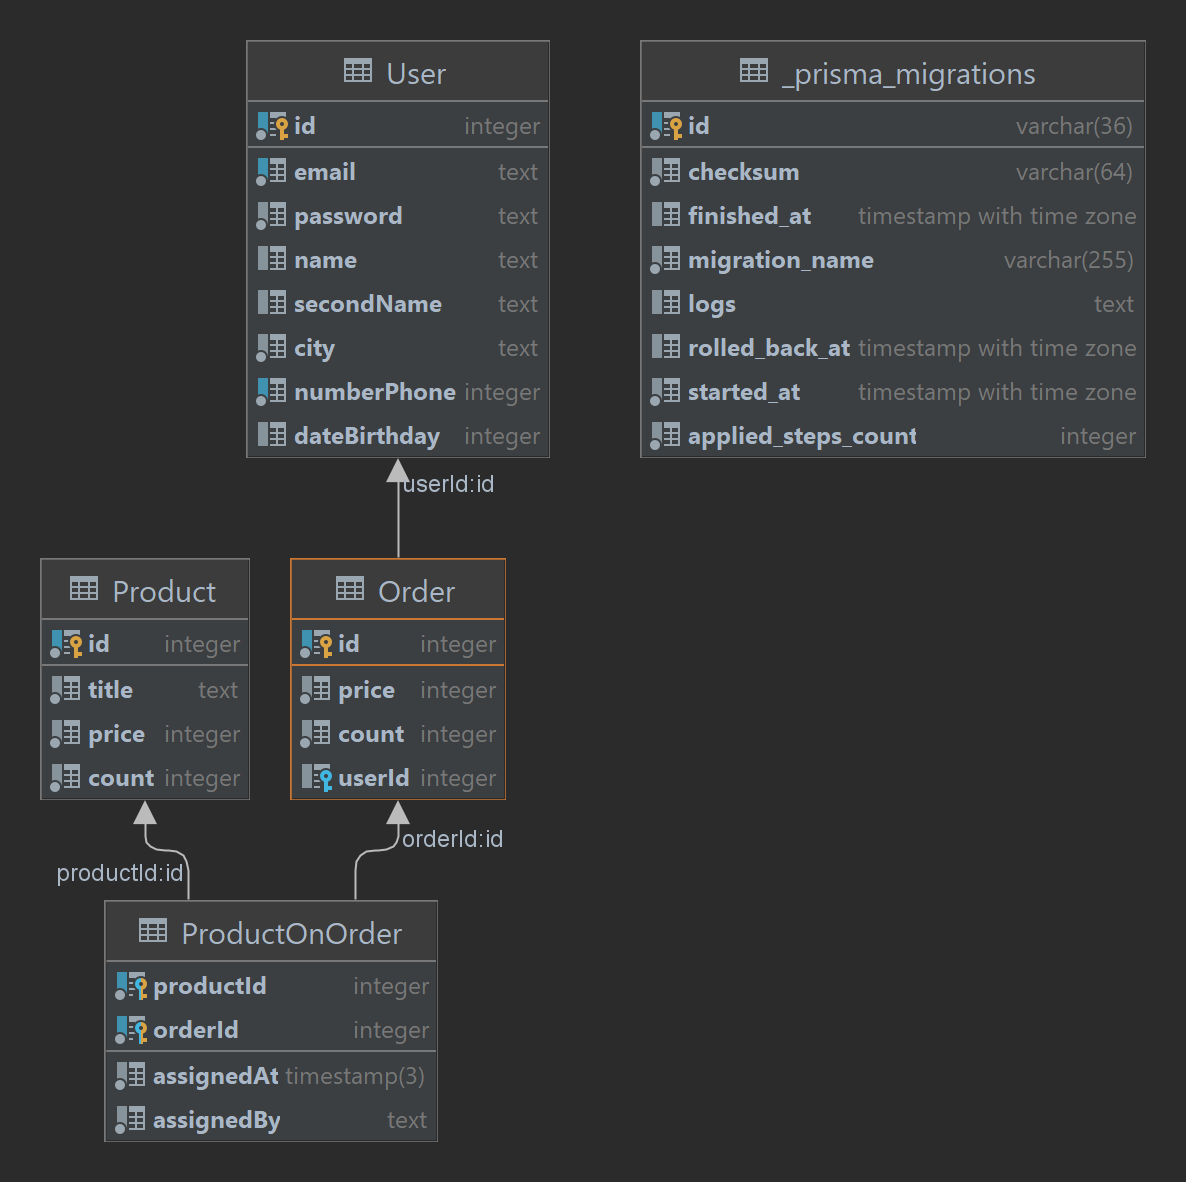 User
id integer
email text
password text
name text
secondName text
city text
numberPhone integer
dateBirthday integer
_prisma_migrations
id varchar(36)
checksum varchar(64)
finished_at timestamp with time zone
migration_name varchar(255)
logs text
rolled_back_at timestamp with time zone
started_at timestamp with time zone
applied_steps_count integer
userId:id
Product
id integer
title text
price integer
count integer
Order
id integer
price integer
count integer
userId integer
productId:id
orderId:id
ProductOnOrder
productId integer
orderId integer
assignedAt timestamp(3)
assignedBy text